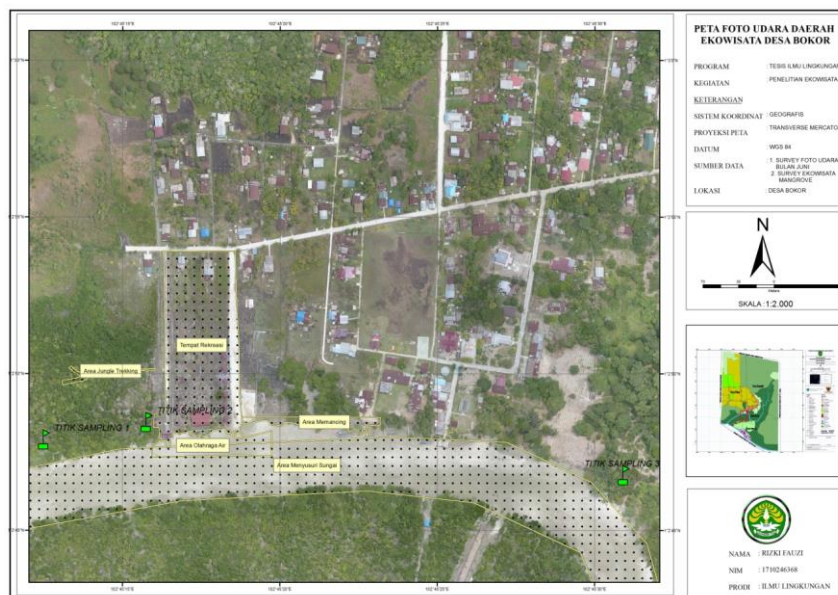 PETA FOTO UDARA DAERAH
EKOWISATA DESA BOKOR
PROGRAM : TESIS ILMU LINGKUNGAN
KEGIATAN : PENELITIAN EKOWISATA
KETERANGAN
SISTEM KOORDINAT : GEOGRAFIS
PROYEKSI PETA : TRANSVERSE MERCATO
DATUM : WGS 84
SUMBER DATA : 1. SURVEY FOTO UDARA
BULAN JUNI
2. SURVEY EKOWISATA
MANGROVE
LOKASI : DESA BOKOR
N
SKALA : 1:2.000
NAMA : RIZKI FAUZI
NIM : 1710246368
PRODI : ILMU LINGKUNGAN
Tempat Rekreasi
Area Jungle Trekking
TITIK SAMPLING 2
TITIK SAMPLING 1
Area Memancing
Area Olahraga Air
Area Menyusuri Sungai
TITIK SAMPLING 3